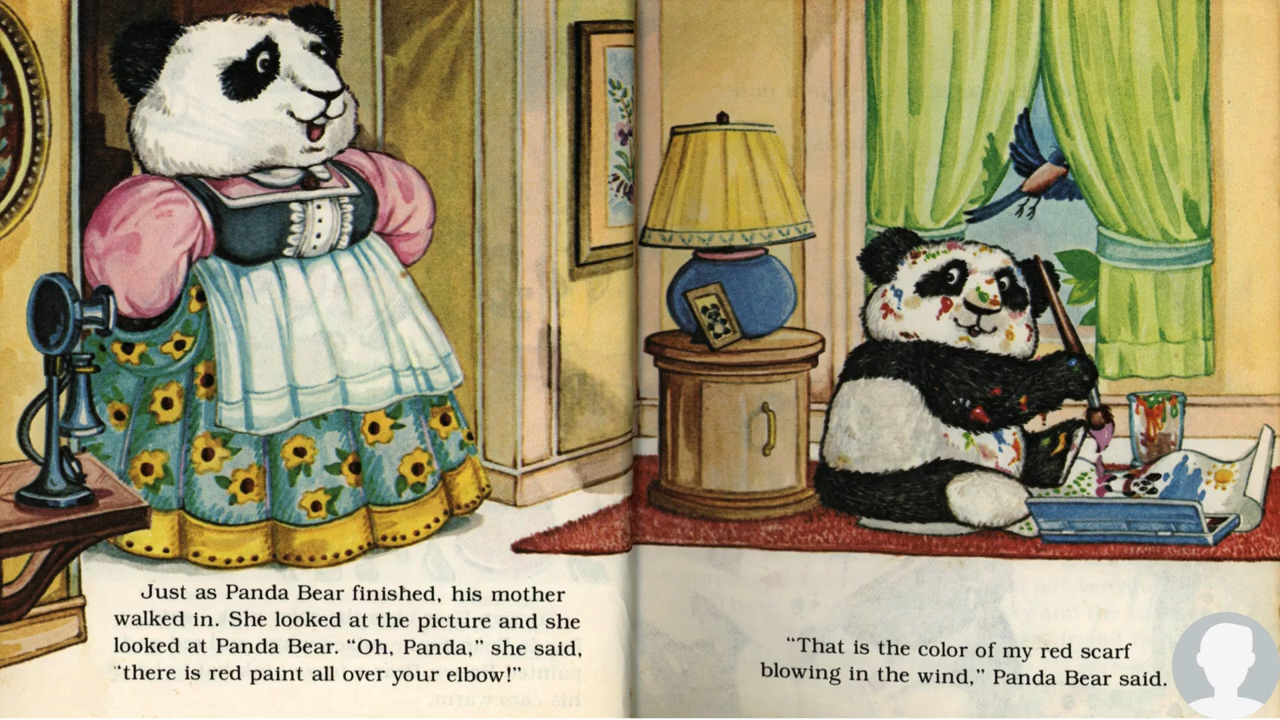 Just as Panda Bear finished, his mother
walked in. She looked at the picture and she
looked at Panda Bear. “Oh, Panda,” she said,
“there is red paint all over your elbow!”
“That is the color of my red scarf
blowing in the wind,” Panda Bear said.